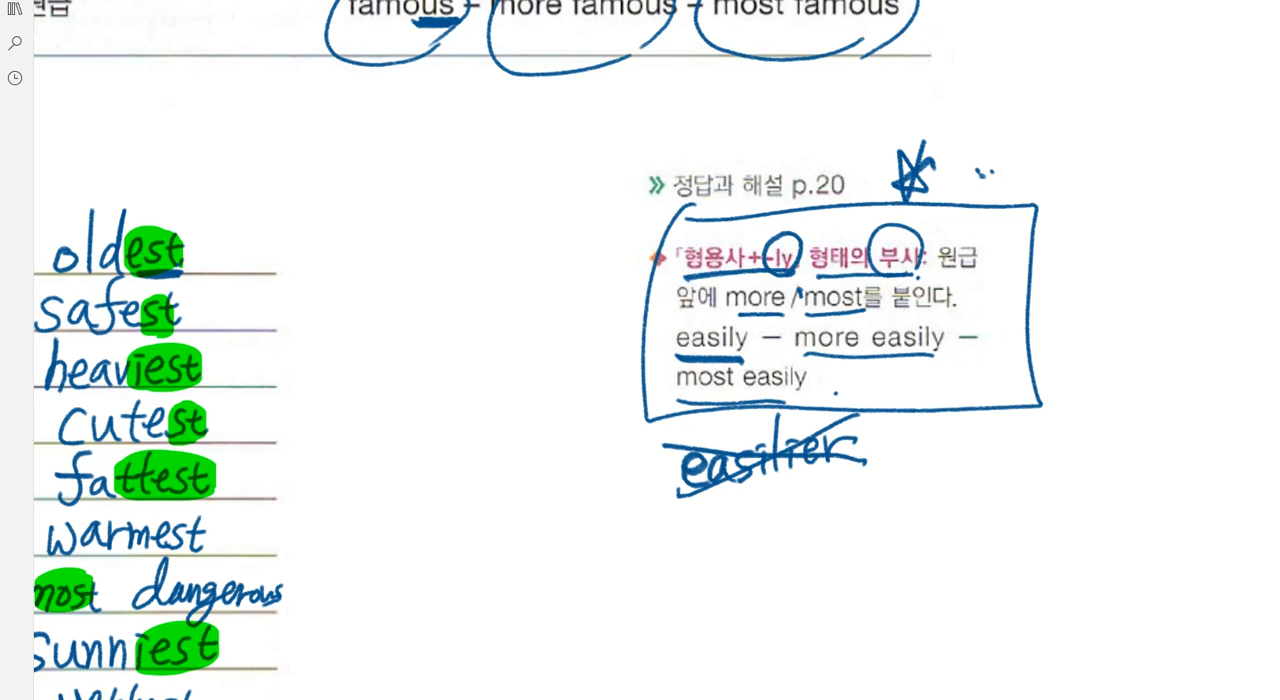 원급
famous – more famous – most famous
» 정답과 해설 p.20
「형용사+-ly」 형태의 부사: 원급
앞에 more / most를 붙인다.
easily — more easily —
most easily
easilier
oldest
safest
heaviest
cutest
fattest
warmest
most dangerous
sunniest